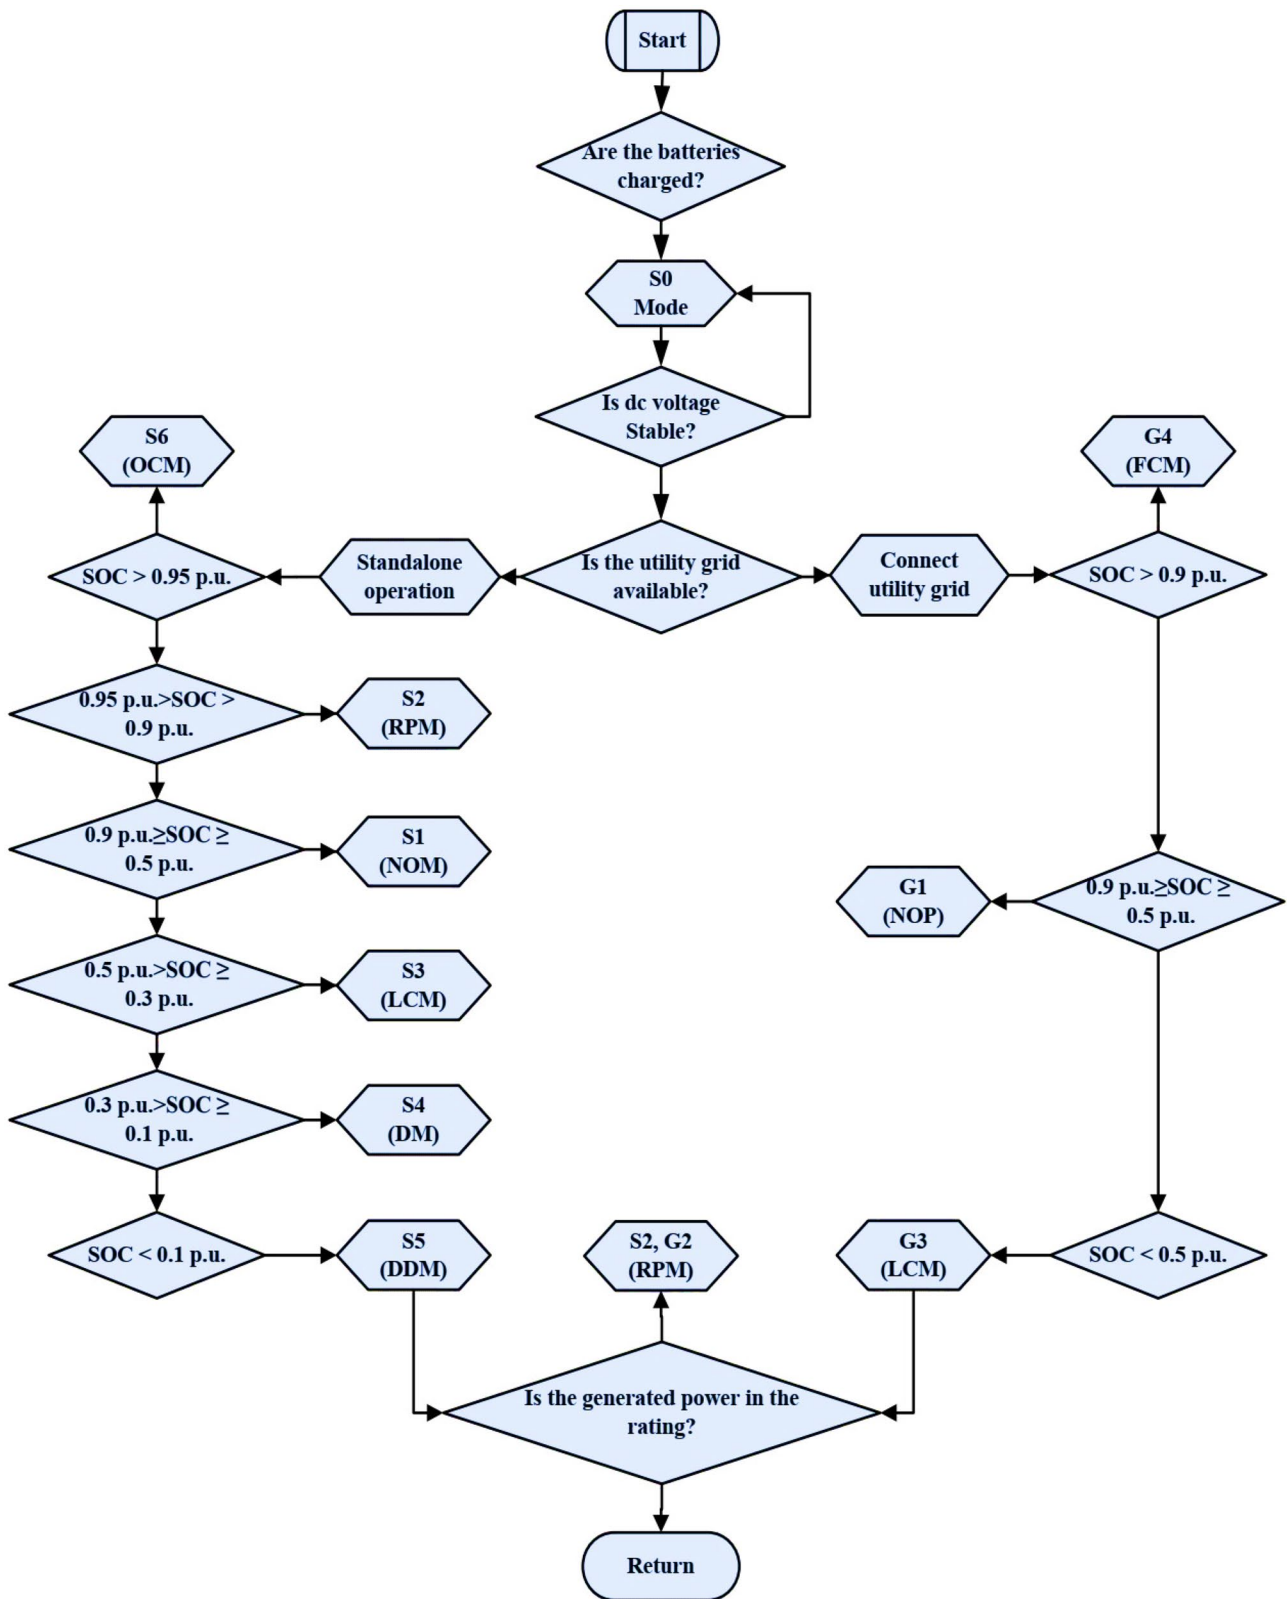 Start
Are the batteries
charged?
S0
Mode
Is dc voltage
Stable?
S6
(OCM)
G4
(FCM)
SOC > 0.95 p.u.
Standalone
operation
Is the utility grid
available?
Connect
utility grid
SOC > 0.9 p.u.
0.95 p.u.>SOC >
0.9 p.u.
S2
(RPM)
0.9 p.u.≥SOC ≥
0.5 p.u.
S1
(NOM)
G1
(NOP)
0.9 p.u.≥SOC ≥
0.5 p.u.
0.5 p.u.>SOC ≥
0.3 p.u.
S3
(LCM)
0.3 p.u.>SOC ≥
0.1 p.u.
S4
(DM)
SOC < 0.1 p.u.
S5
(DDM)
S2, G2
(RPM)
G3
(LCM)
SOC < 0.5 p.u.
Is the generated power in the
rating?
Return